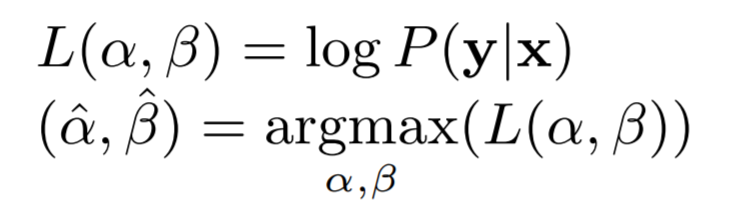 L(α, β) = log P(𝐲|𝐱)
(α̂, β̂) = argmax(L(α, β))
α,β